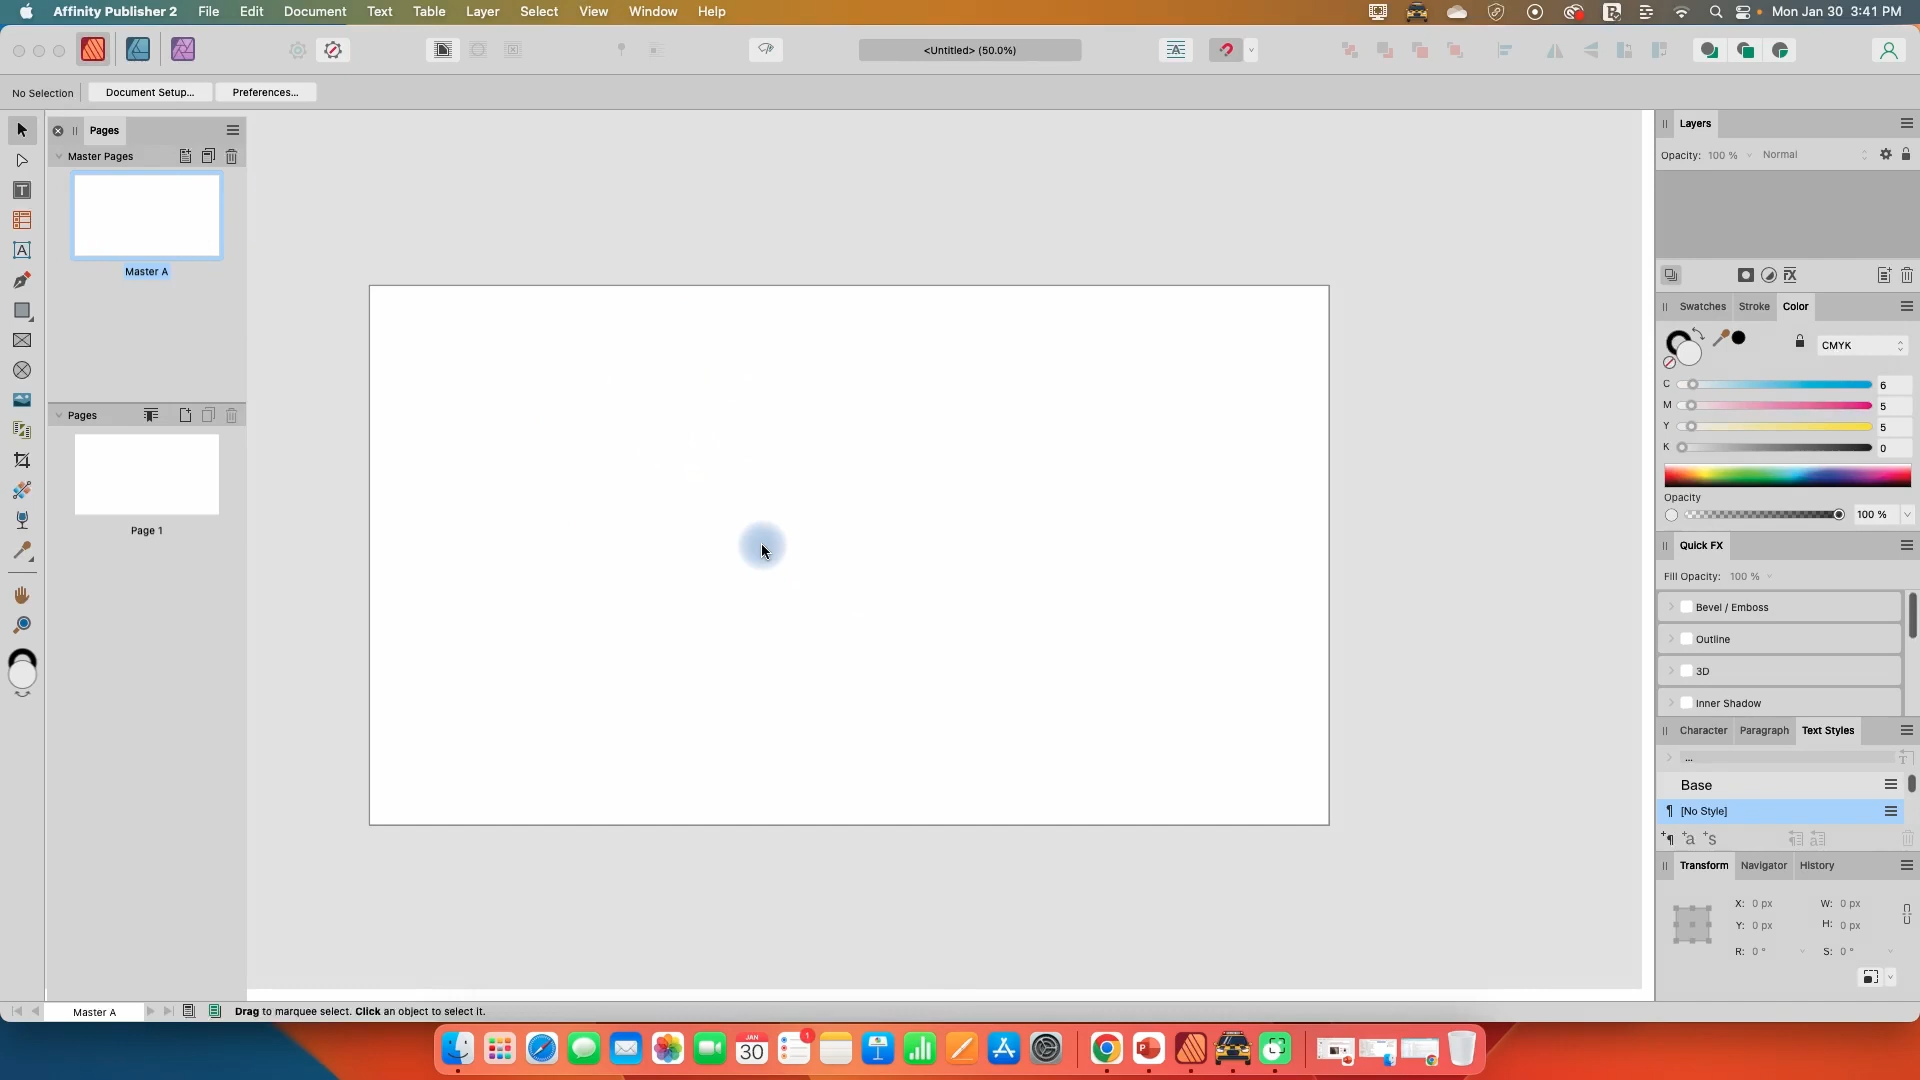 Affinity Publisher 2 File Edit Document Text Table Layer Select View Window Help Mon Jan 30 3:41 PM
<Untitled> (50.0%)
No Selection Document Setup... Preferences...
Pages
Master Pages
Master A
Pages
Page 1
Layers
Opacity: 100 % Normal
Swatches Stroke Color
CMYK
C 6
M 5
Y 5
K 0
Opacity
100 %
Quick FX
Fill Opacity: 100 %
Bevel / Emboss
Outline
3D
Inner Shadow
Character Paragraph Text Styles
...
Base
[No Style]
Transform Navigator History
X: 0 px W: 0 px
Y: 0 px H: 0 px
R: 0 ° S: 0 °
Master A Drag to marquee select. Click an object to select it.
JAN
30
1